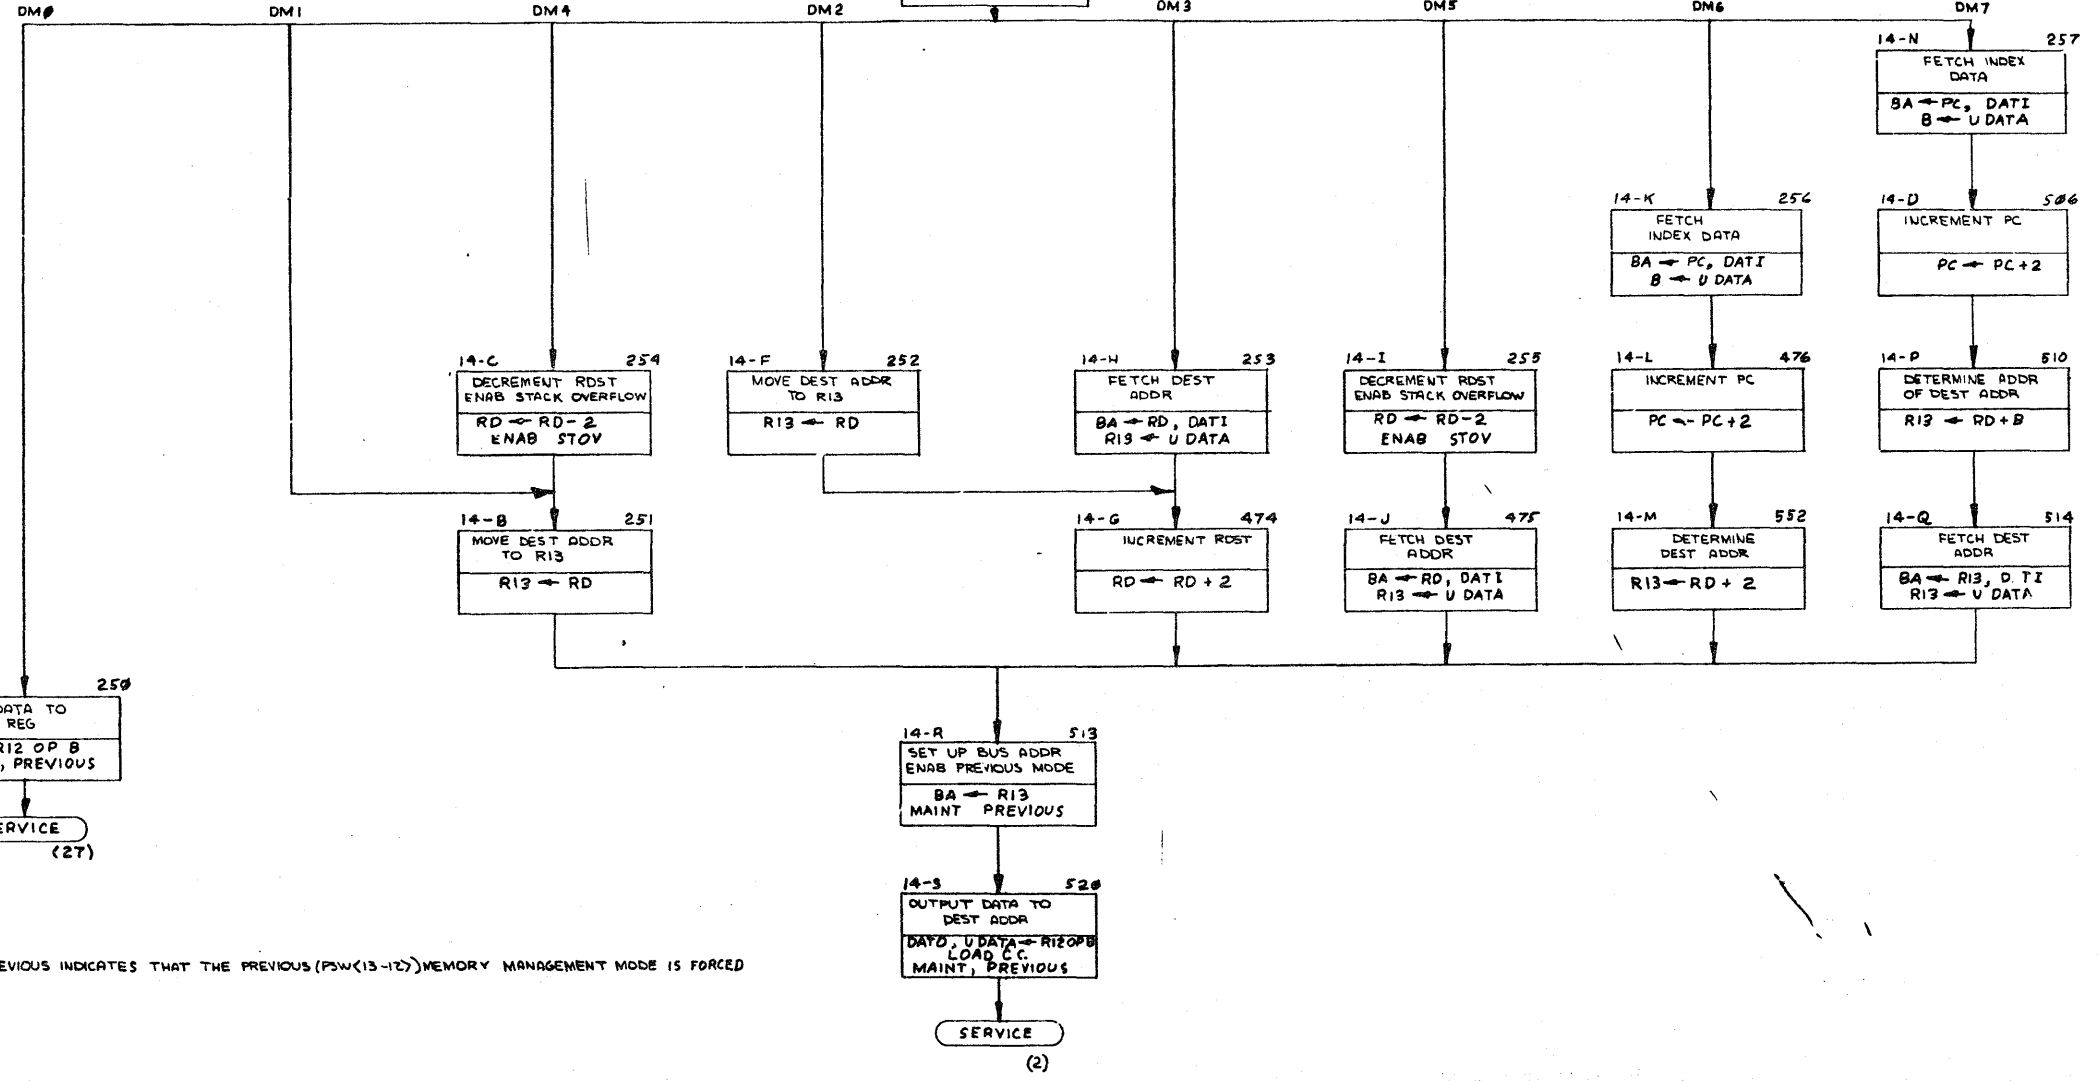 DMØ DM1 DM4 DM2 DM3 DM5 DM6 DM7
14-N 257
FETCH INDEX
DATA
BA ← PC, DATI
B ← U DATA
14-K 256
FETCH
INDEX DATA
BA ← PC, DATI
B ← U DATA
14-D 5Ø6
INCREMENT PC
PC ← PC+2
14-C 254
DECREMENT RDST
ENAB STACK OVERFLOW
RD ← RD-2
ENAB STOV
14-F 252
MOVE DEST ADDR
TO R13
R13 ← RD
14-H 253
FETCH DEST
ADDR
BA ← RD, DATI
R13 ← U DATA
14-I 255
DECREMENT RDST
ENAB STACK OVERFLOW
RD ← RD-2
ENAB STOV
14-L 476
INCREMENT PC
PC ← PC+2
14-P 510
DETERMINE ADDR
OF DEST ADDR
R13 ← RD+B
14-B 251
MOVE DEST ADDR
TO R13
R13 ← RD
14-G 474
INCREMENT RDST
RD ← RD + 2
14-J 475
FETCH DEST
ADDR
BA ← RD, DATI
R13 ← U DATA
14-M 552
DETERMINE
DEST ADDR
R13 ← RD + 2
14-Q 514
FETCH DEST
ADDR
BA ← R13, D TI
R13 ← U DATA
25Ø
DATA TO
REG
R12 OP B
, PREVIOUS
ERVICE
(27)
14-R 513
SET UP BUS ADDR
ENAB PREVIOUS MODE
BA ← R13
MAINT PREVIOUS
14-S 52Ø
OUTPUT DATA TO
DEST ADDR
DATO, U DATA ← R12 OP B
LOAD CC
MAINT, PREVIOUS
SERVICE
(2)
EVIOUS INDICATES THAT THE PREVIOUS (PSW<13-12>) MEMORY MANAGEMENT MODE IS FORCED